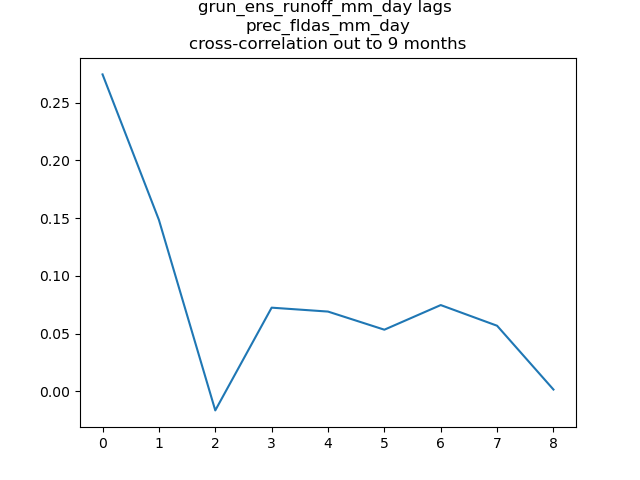 grun_ens_runoff_mm_day lags
prec_fldas_mm_day
cross-correlation out to 9 months
0.25
0.20
0.15
0.10
0.05
0.00
0 1 2 3 4 5 6 7 8